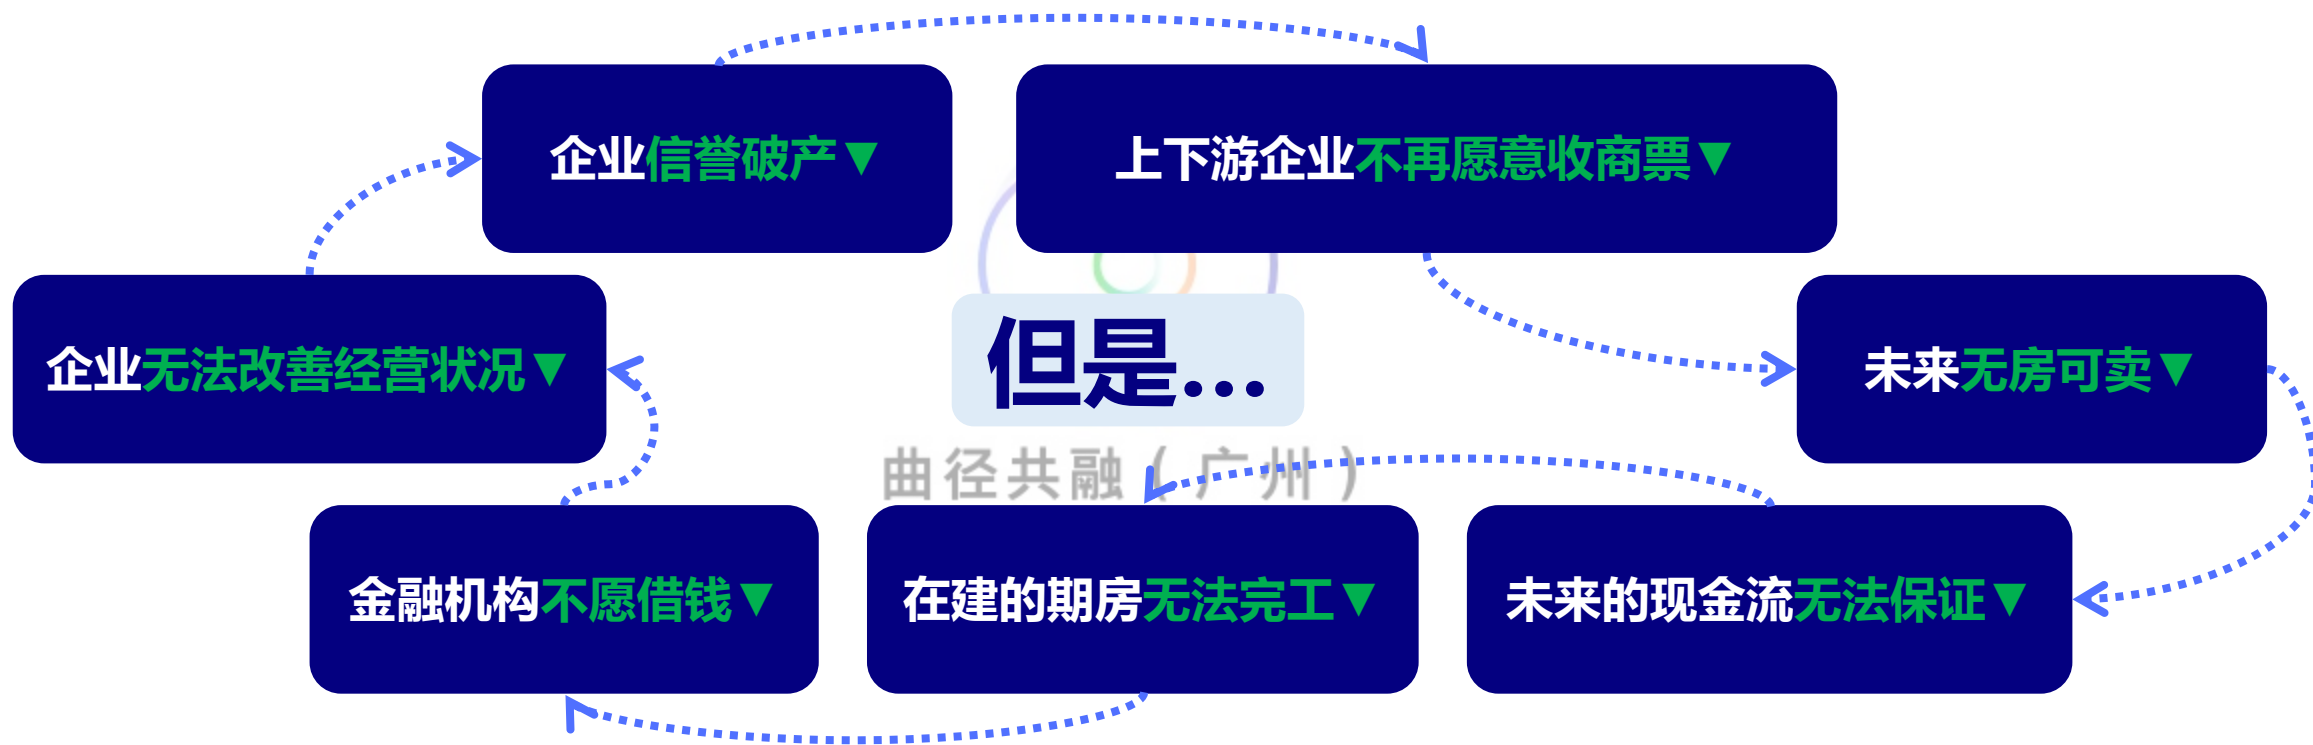 企业信誉破产▼
上下游企业不再愿意收商票▼
企业无法改善经营状况▼
但是...
未来无房可卖▼
曲径共融（广州）
金融机构不愿借钱▼
在建的期房无法完工▼
未来的现金流无法保证▼